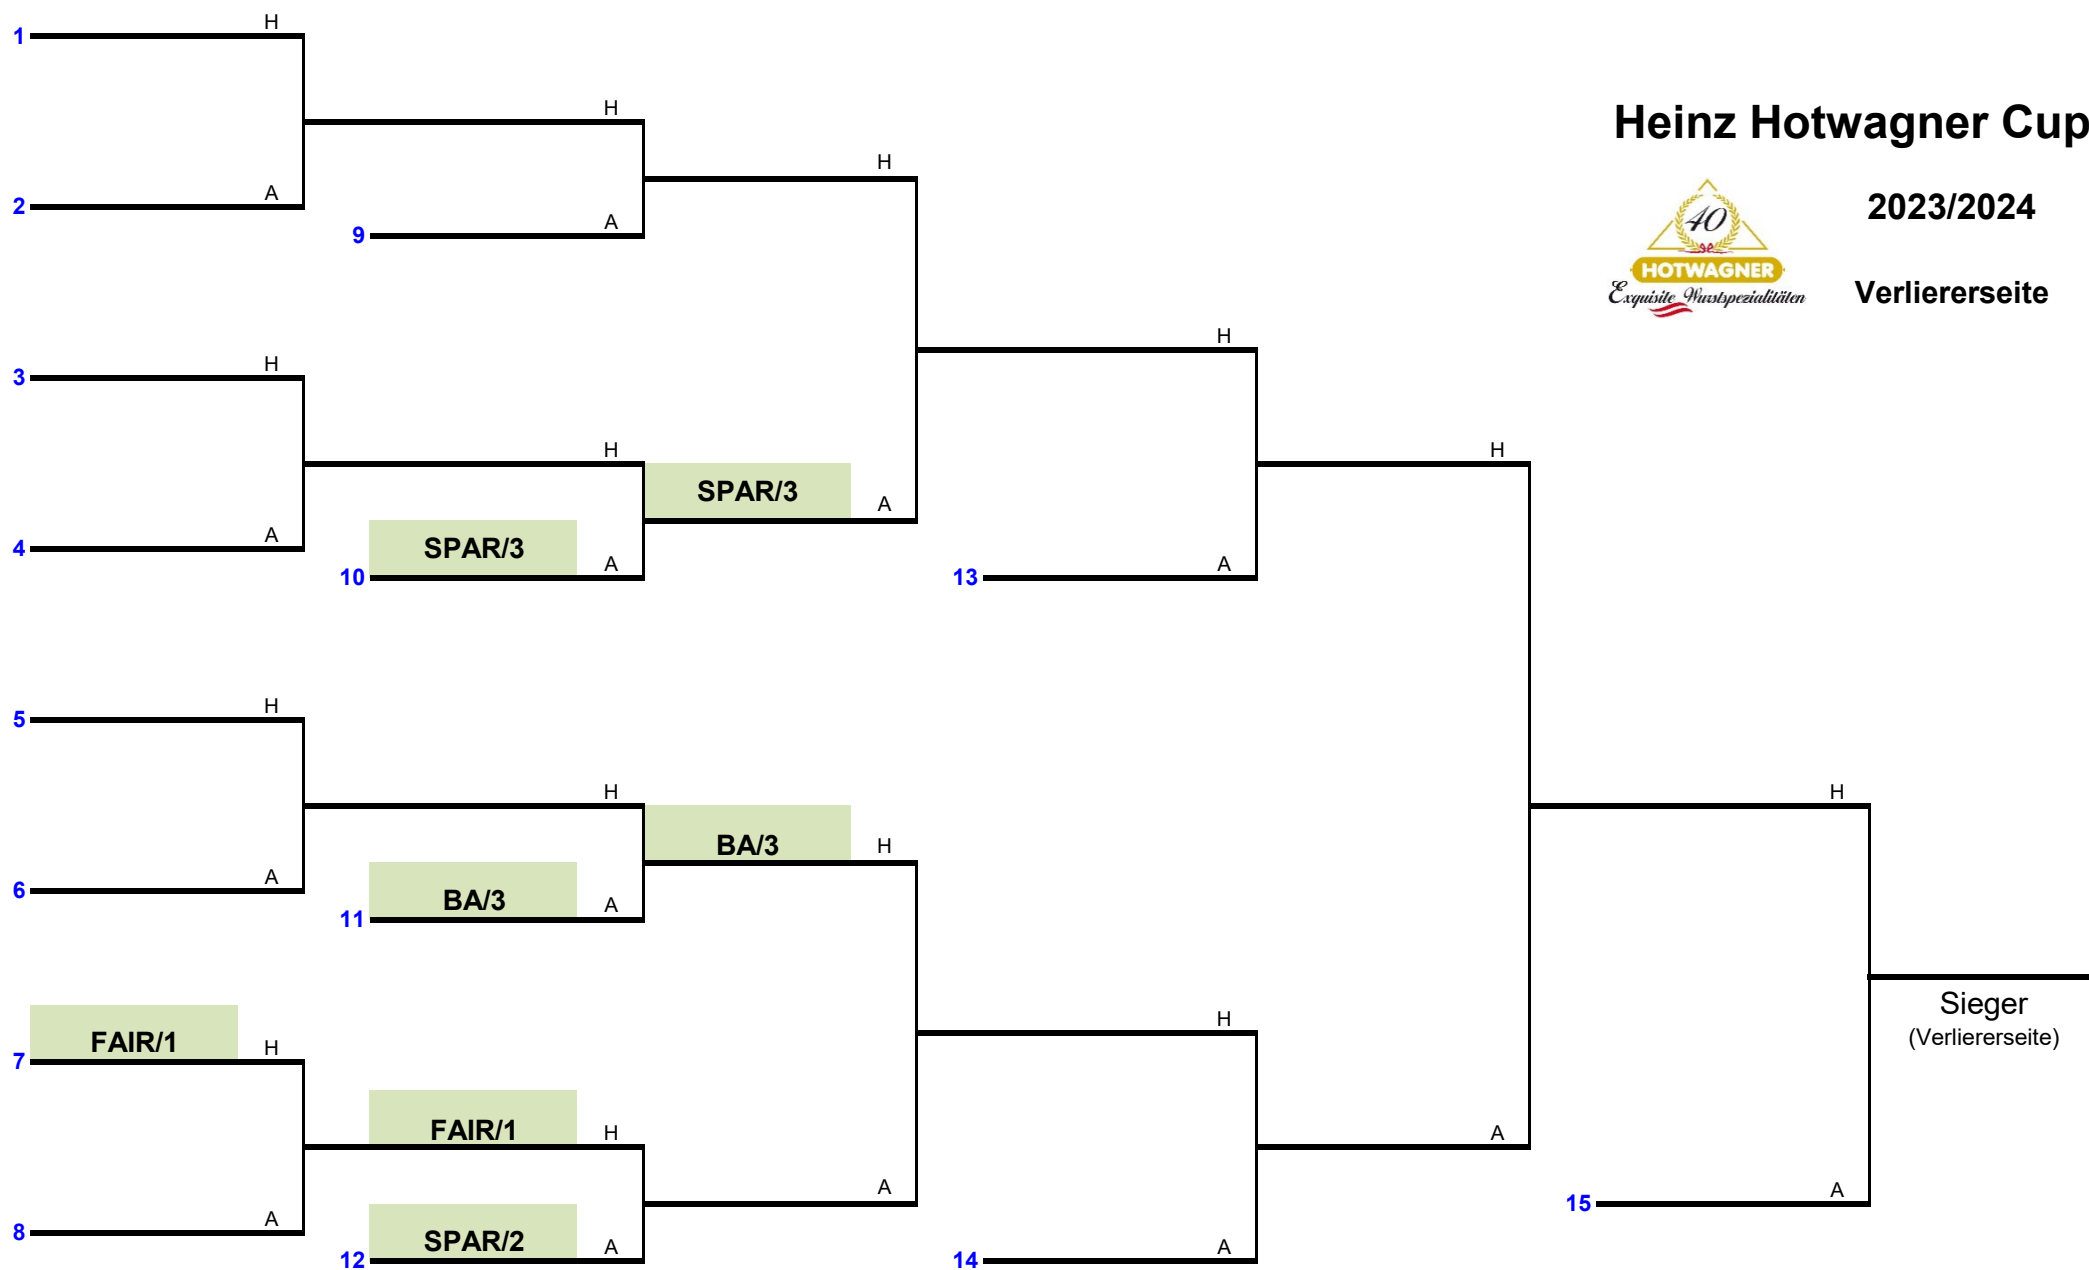 H
1
Heinz Hotwagner Cup
H
H
A
2
2023/2024
40
A
9
HOTWAGNER
Exquisite Wurstspezialitäten
Verliererseite
H
H
3
H
H
SPAR/3
A
A
4
SPAR/3
A
10
A
13
H
5
H
H
BA/3
H
A
6
BA/3
A
11
Sieger
(Verliererseite)
FAIR/1
H
7
H
FAIR/1
H
A
A
A
15
A
8
SPAR/2
A
12
A
14